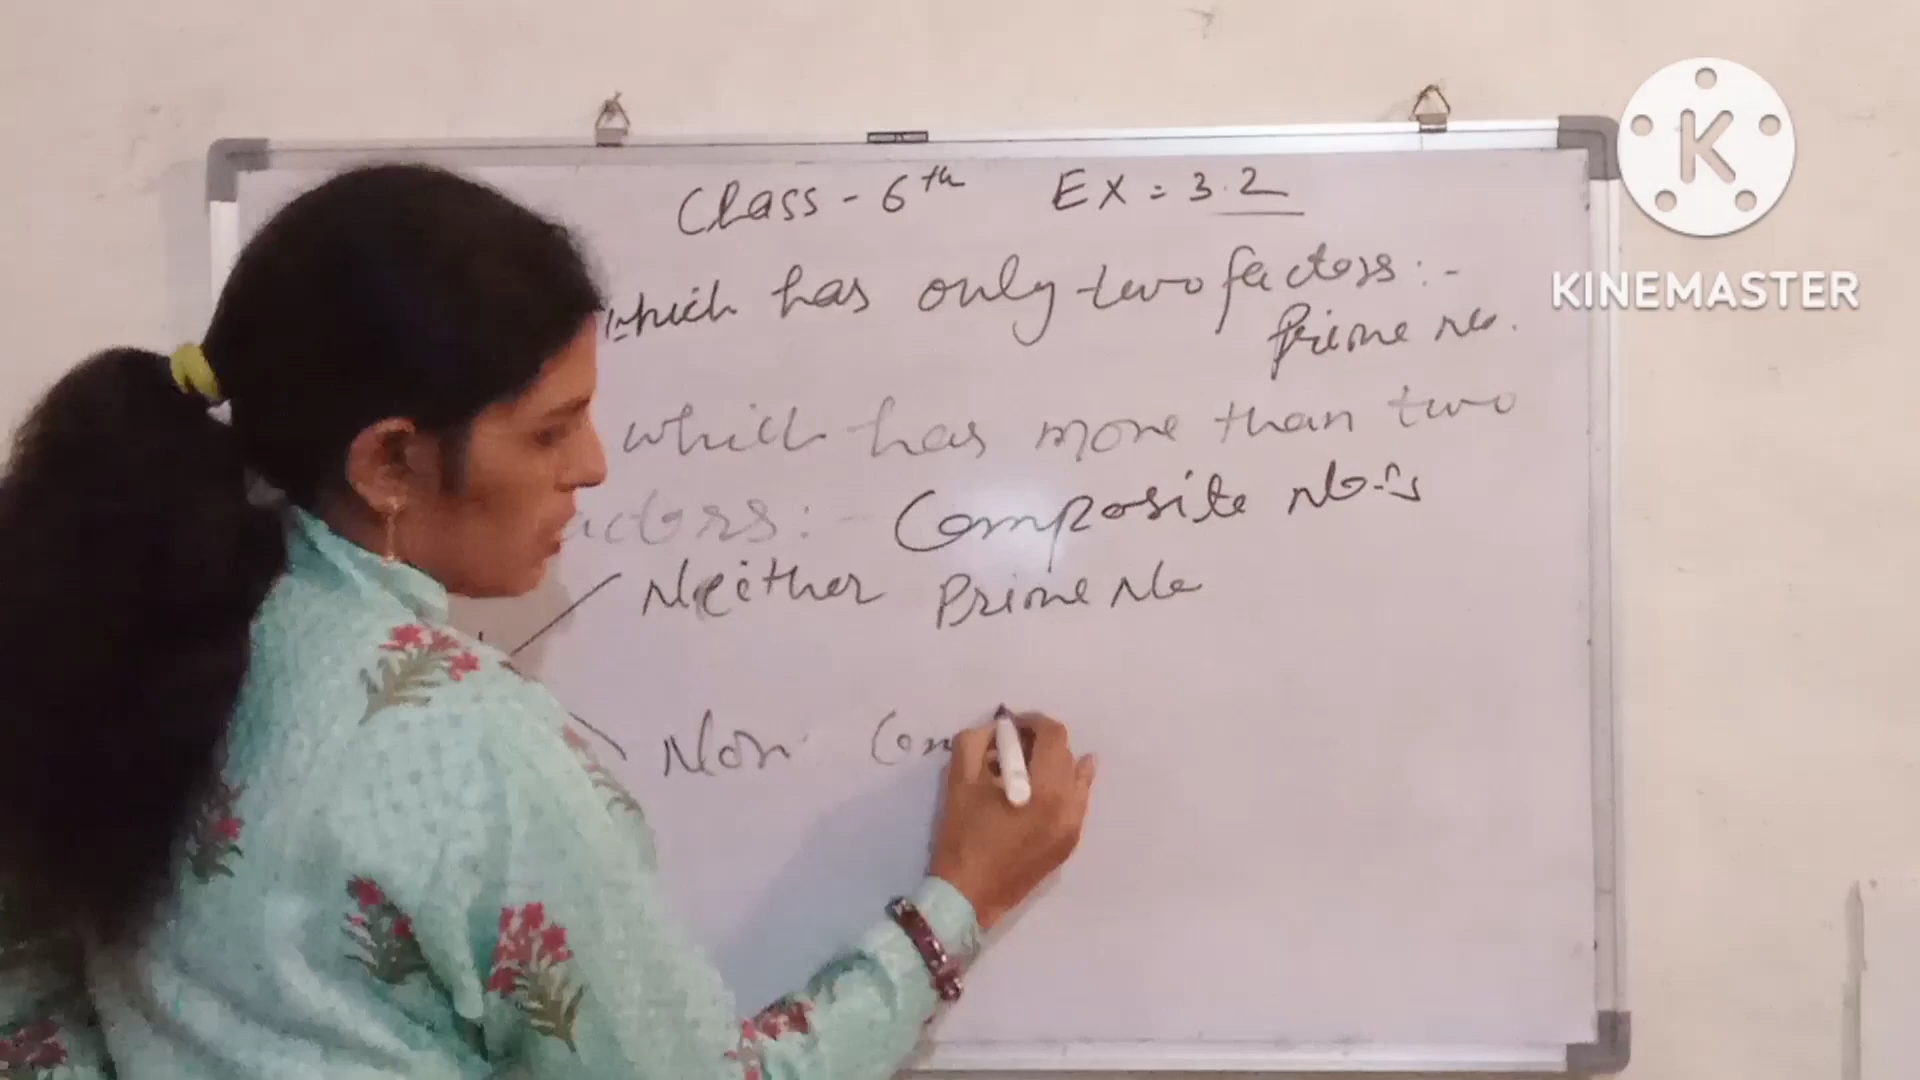 Class - 6th Ex = 3.2
which has only two factors :-
Prime No.
which has more than two
actors :- Composite No.s
Neither Prime No
Non Com
K
KINEMASTER